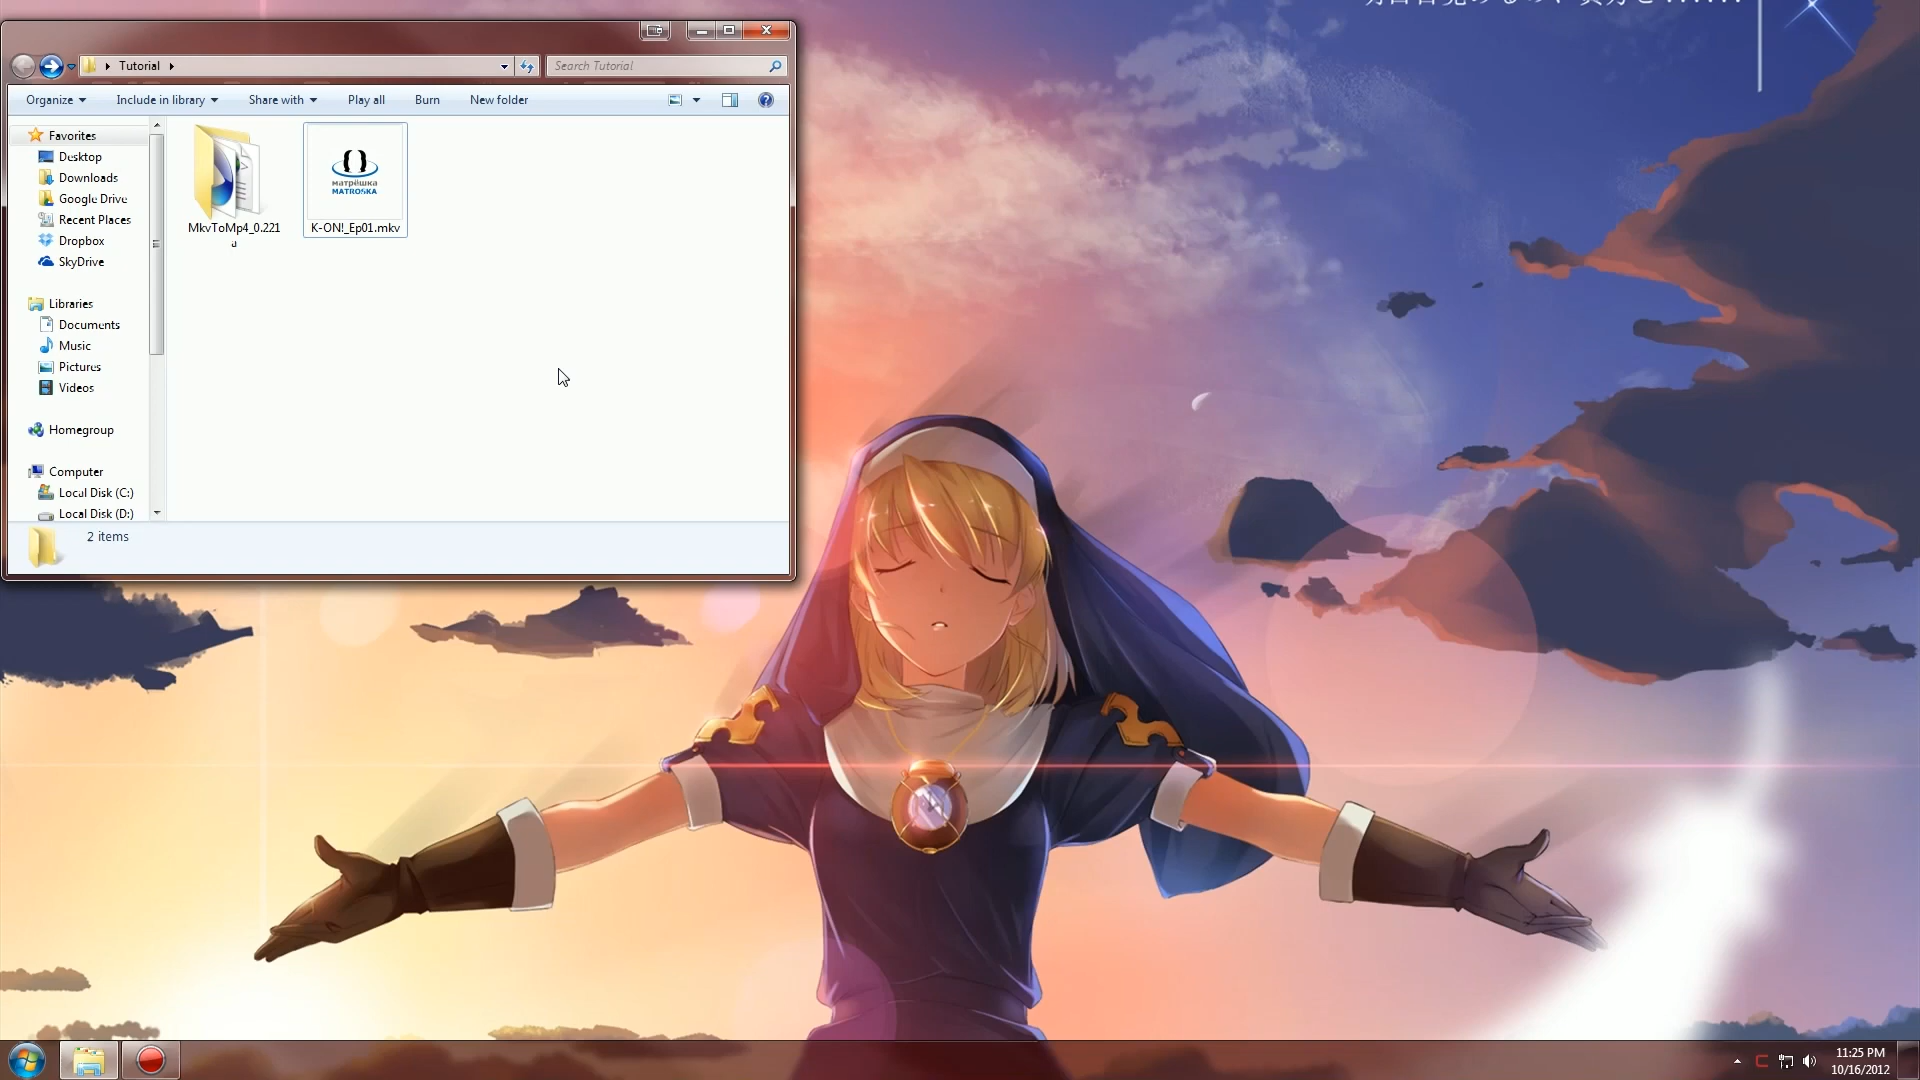 Tutorial
Search Tutorial
Organize
Include in library
Share with
Play all
Burn
New folder
Favorites
Desktop
Downloads
Google Drive
Recent Places
Dropbox
SkyDrive
Libraries
Documents
Music
Pictures
Videos
Homegroup
Computer
Local Disk (C:)
Local Disk (D:)
MkvToMp4_0.221
a
матрёшка
MATROSKA
K-ON!_Ep01.mkv
2 items
11:25 PM
10/16/2012